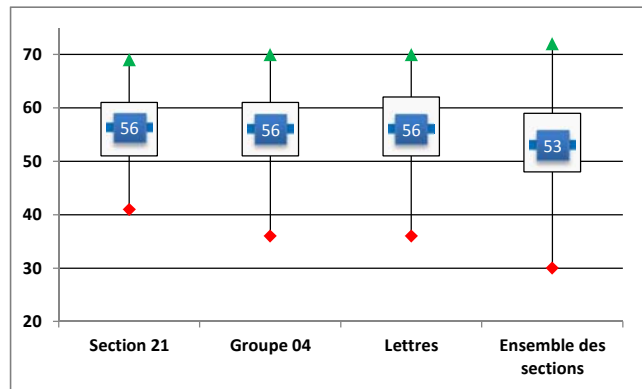 70
60
50
40
30
20
56
56
56
53
Section 21
Groupe 04
Lettres
Ensemble des
sections